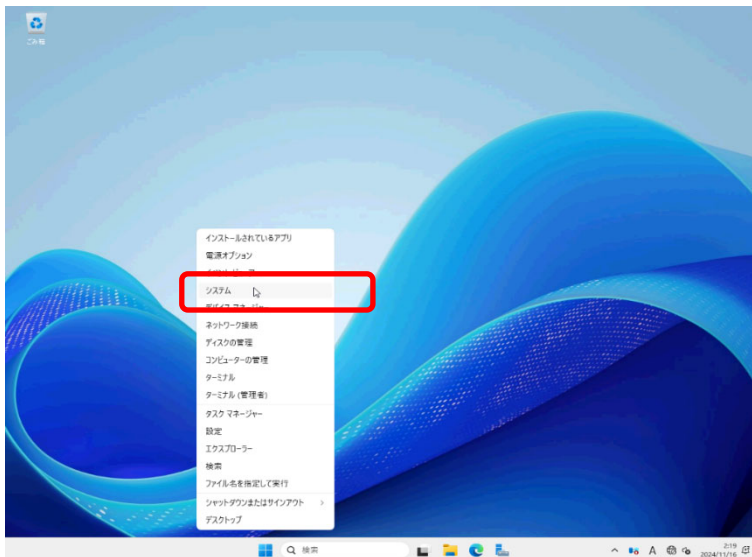 ごみ箱
インストールされているアプリ
電源オプション
システム
ネットワーク接続
ディスクの管理
コンピューターの管理
ターミナル
ターミナル (管理者)
タスク マネージャー
設定
エクスプローラー
検索
ファイル名を指定して実行
シャットダウンまたはサインアウト
デスクトップ
検索
A
2:19
2024/11/16